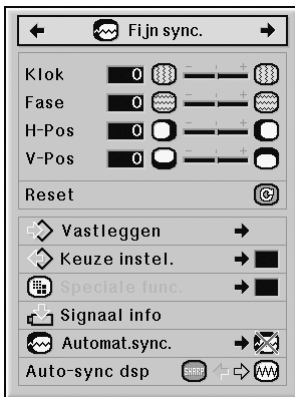 Fijn sync.
Klok 0
Fase 0
H-Pos 0
V-Pos 0
Reset
Vastleggen
Keuze instel.
Speciale func.
Signaal info
Automat.sync.
Auto-sync dsp SHARP